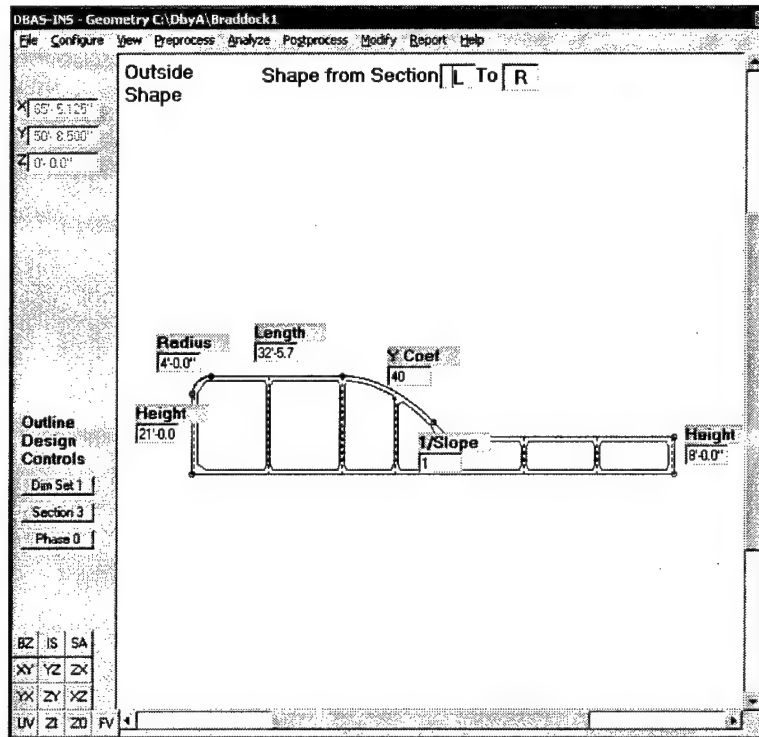 DBAS-INS - Geometry C:\DbyA\Braddock1
File Configure View Preprocess Analyze Postprocess Modify Report Help
Outside Shape from Section L To R
Shape
X 65'- 5.125"
Y 50'- 8.500"
Z 0'- 0.0"
Radius
4'-0.0"
Length
32'-5.7
Y Coef
40
Height
21'-0.0
1/Slope
1
Height
8'-0.0"
Outline
Design
Controls
Dim Set 1
Section 3
Phase 0
BZ IS SA
XY YZ ZX
YX ZY XZ
UV ZI ZO FV